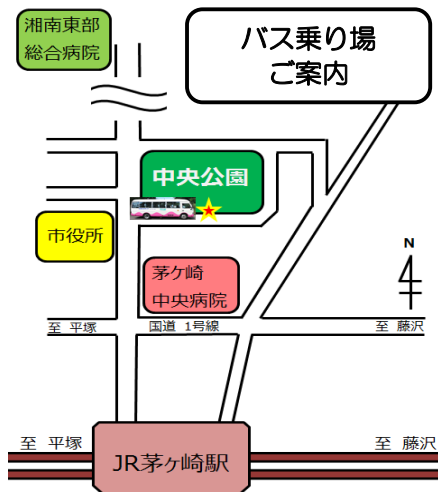 湘南東部
総合病院
バス乗り場
ご案内
中央公園
市役所
茅ケ崎
中央病院
N
至 平塚
国道 1号線
至 藤沢
至 平塚
至 藤沢
JR茅ヶ崎駅